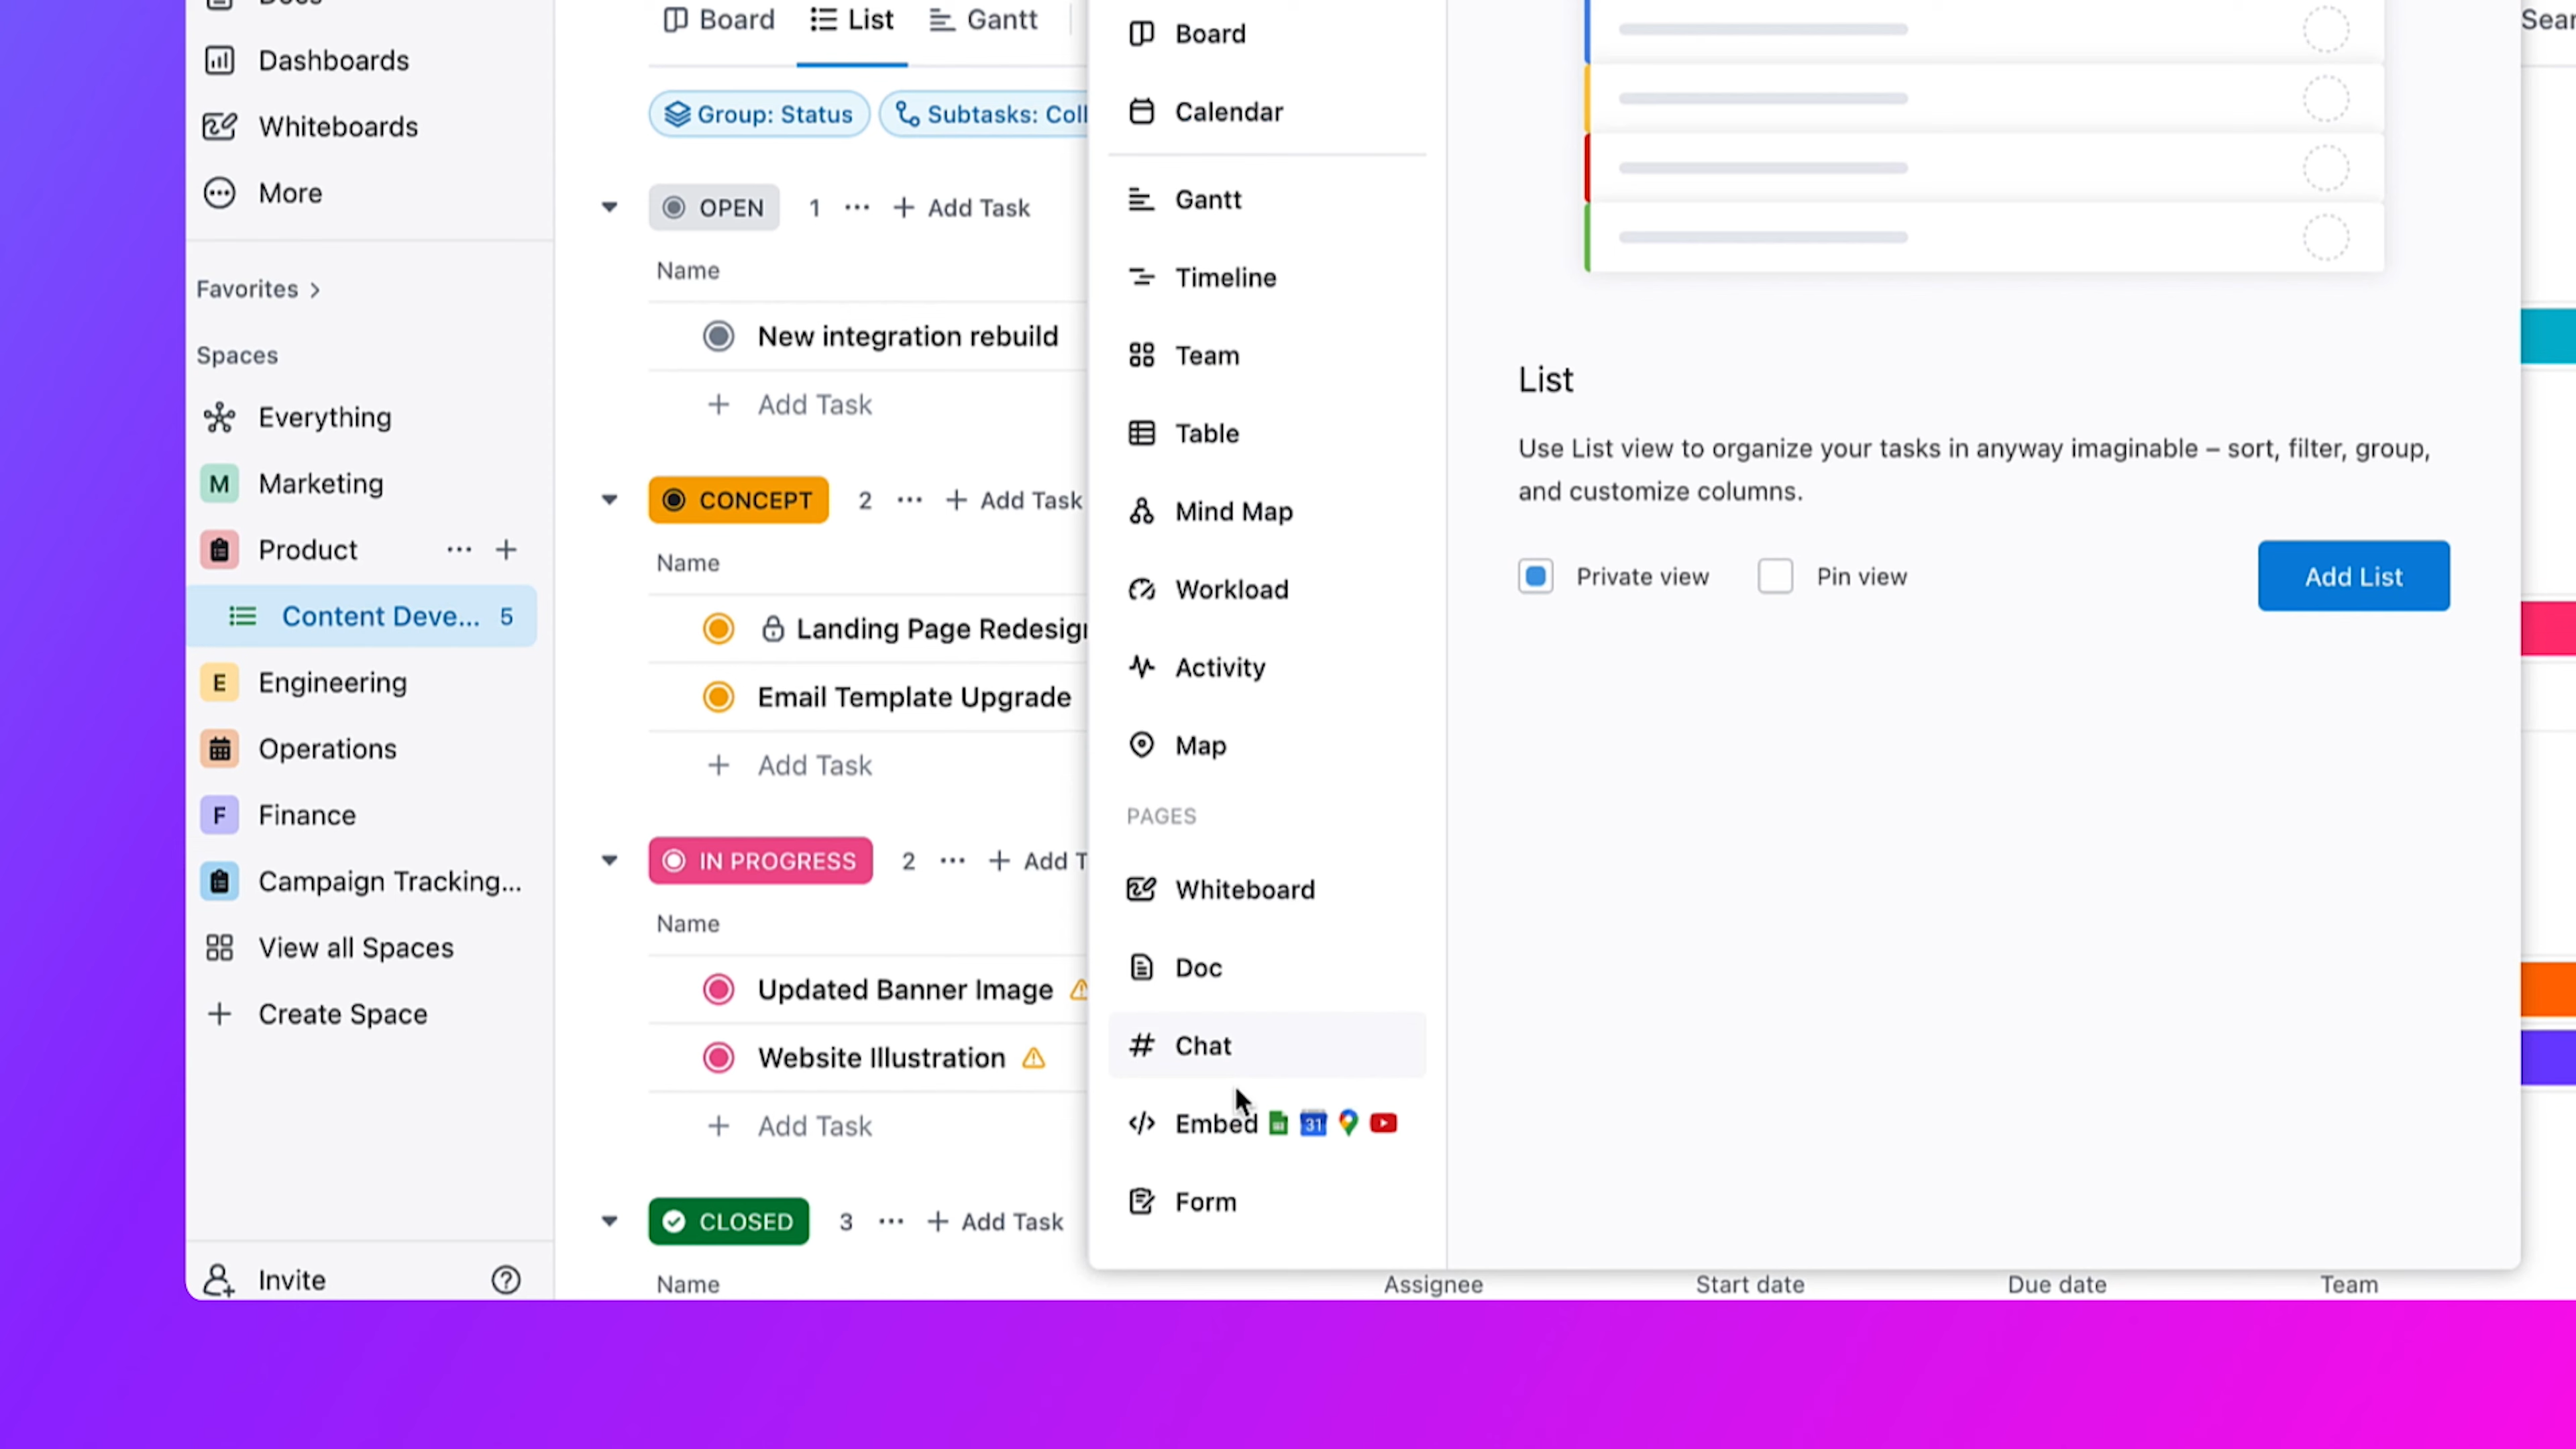 Dashboards
Whiteboards
More
Favorites
Spaces
Everything
M Marketing
Product
Content Deve... 5
E Engineering
Operations
F Finance
Campaign Tracking...
View all Spaces
Create Space
Invite
Board List Gantt
Group: Status Subtasks: Coll
OPEN 1 Add Task
Name
New integration rebuild
Add Task
CONCEPT 2 Add Task
Name
Landing Page Redesign
Email Template Upgrade
Add Task
IN PROGRESS 2 Add T
Name
Updated Banner Image
Website Illustration
Add Task
CLOSED 3 Add Task
Name Assignee Start date Due date Team
Board
Calendar
Gantt
Timeline
Team
Table
Mind Map
Workload
Activity
Map
PAGES
Whiteboard
Doc
Chat
Embed 31
Form
List
Use List view to organize your tasks in anyway imaginable – sort, filter, group,
and customize columns.
Private view Pin view Add List